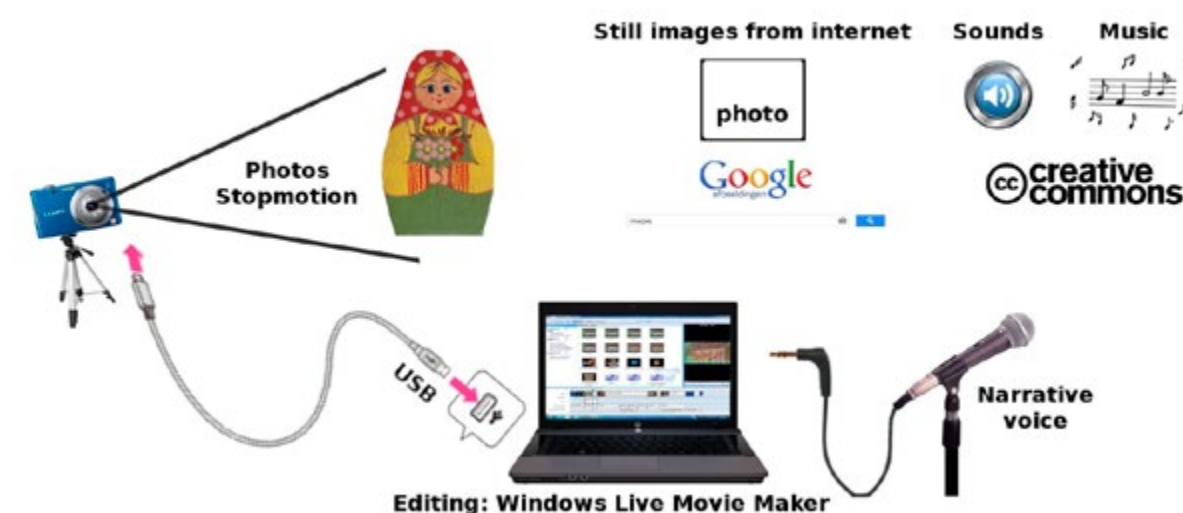 Still images from internet
Sounds
Music
photo
Photos
Stopmotion
Google
afbeeldingen
creative
commons
cc
USB
Narrative
voice
Editing: Windows Live Movie Maker